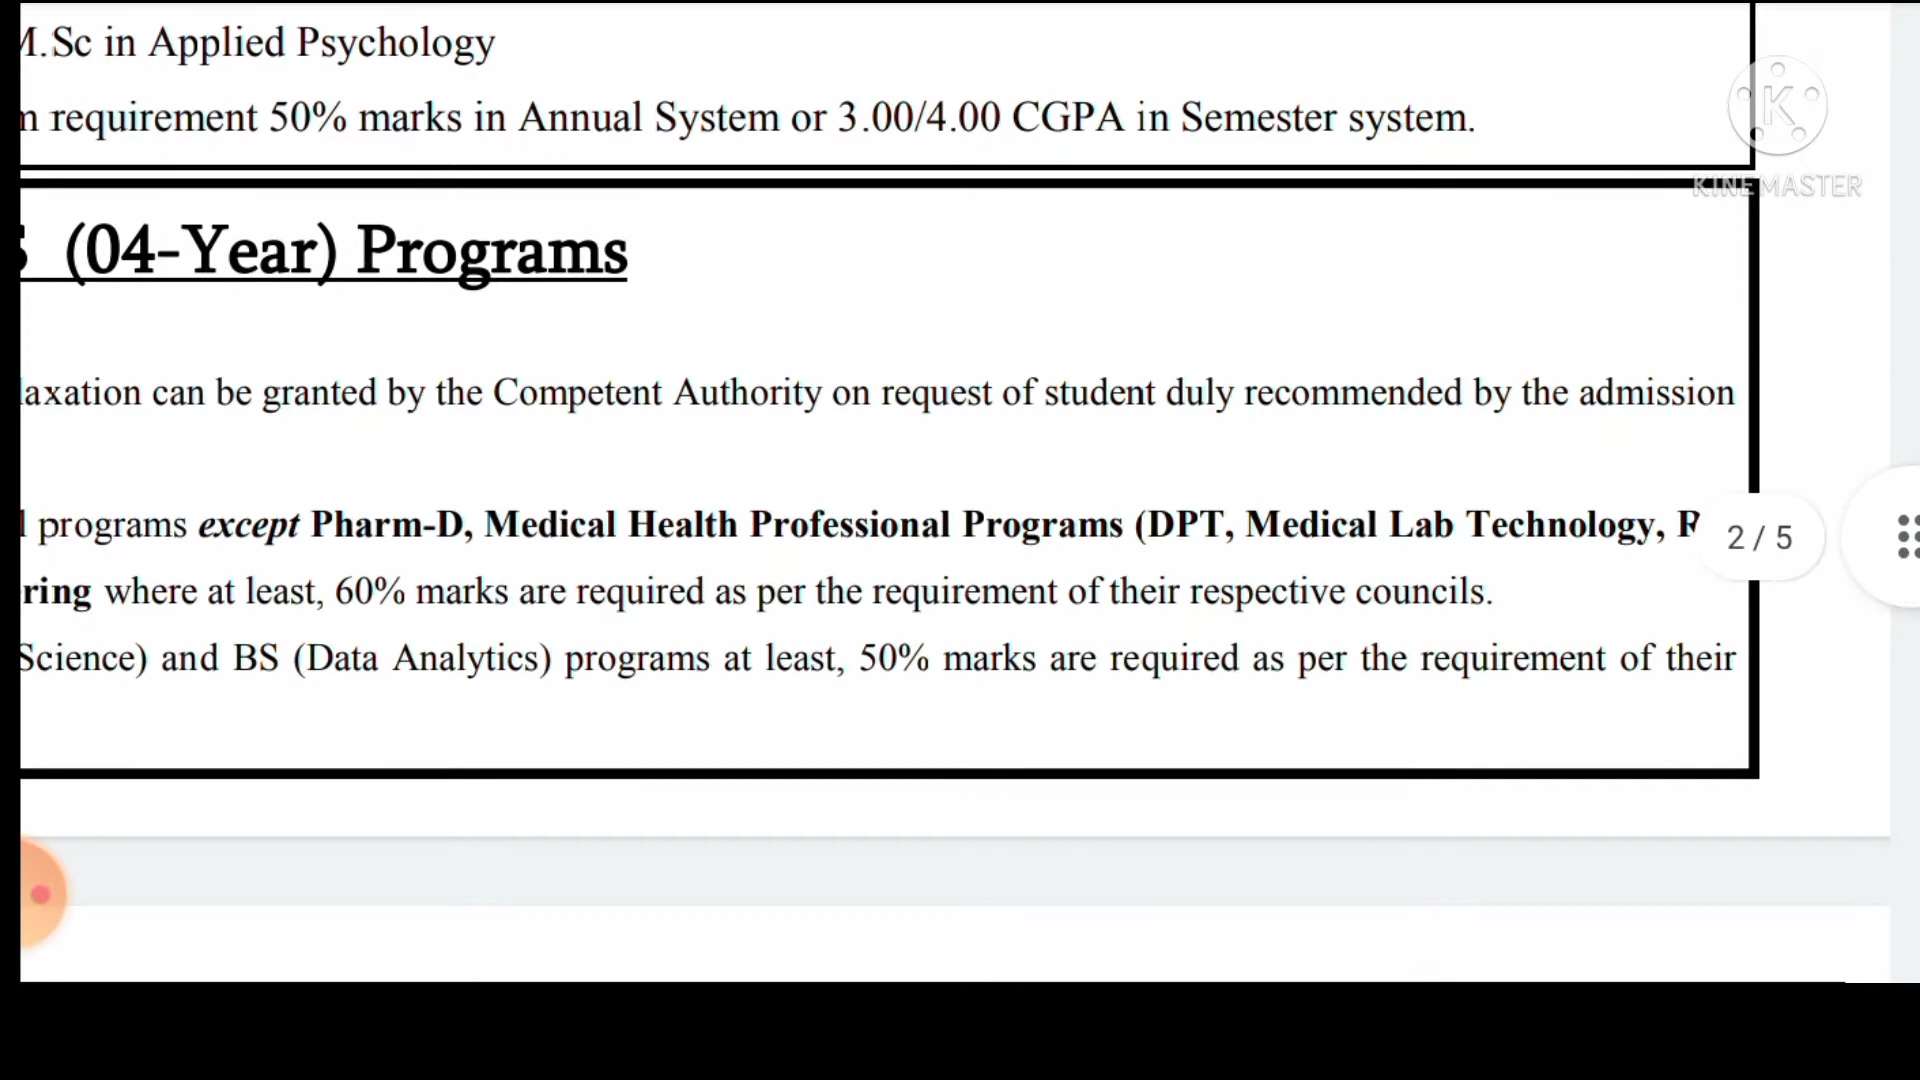 M.Sc in Applied Psychology
requirement 50% marks in Annual System or 3.00/4.00 CGPA in Semester system.
KINEMASTER
(04-Year) Programs
can be granted by the Competent Authority on request of student duly recommended by the admission
programs except Pharm-D, Medical Health Professional Programs (DPT, Medical Lab Technology,
2 / 5
where at least, 60% marks are required as per the requirement of their respective councils.
Science) and BS (Data Analytics) programs at least, 50% marks are required as per the requirement of their